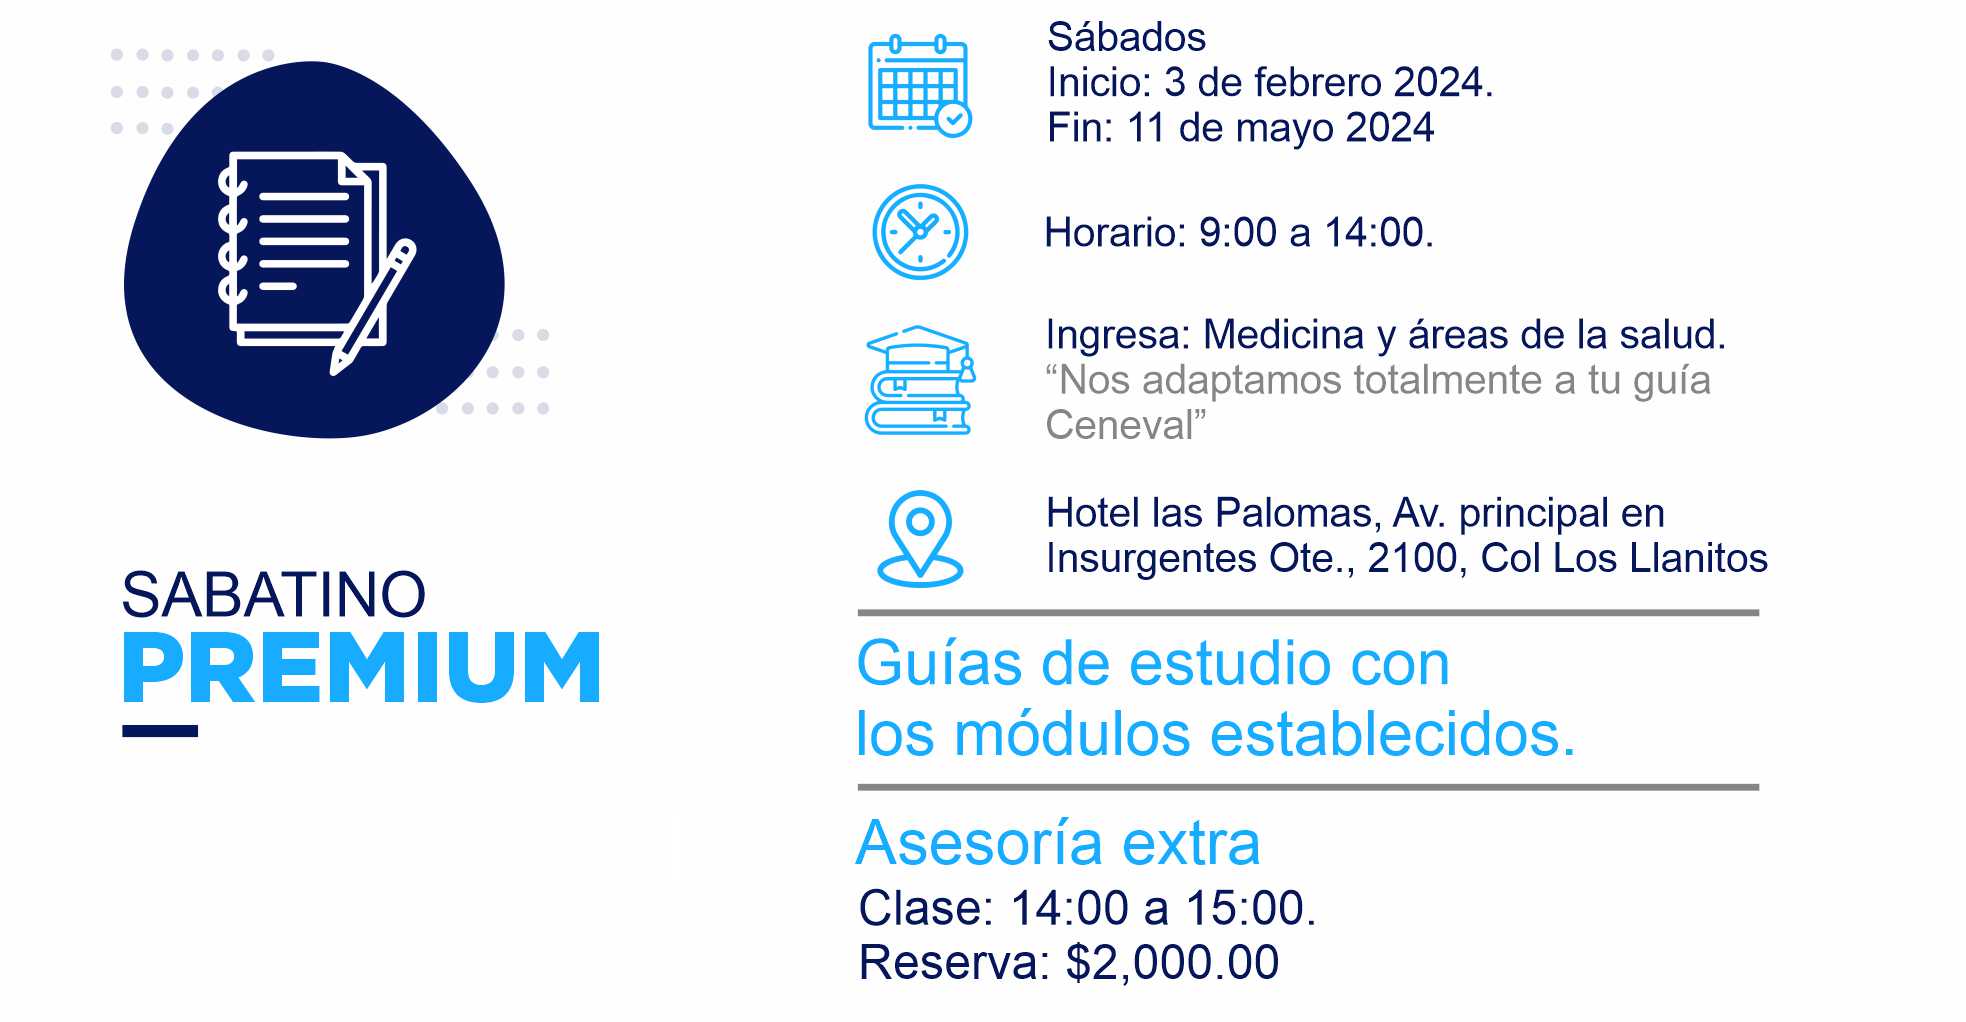 SABATINO
PREMIUM
Sábados
Inicio: 3 de febrero 2024.
Fin: 11 de mayo 2024
Horario: 9:00 a 14:00.
Ingresa: Medicina y áreas de la salud.
“Nos adaptamos totalmente a tu guía
Ceneval”
Hotel las Palomas, Av. principal en
Insurgentes Ote., 2100, Col Los Llanitos
Guías de estudio con
los módulos establecidos.
Asesoría extra
Clase: 14:00 a 15:00.
Reserva: $2,000.00